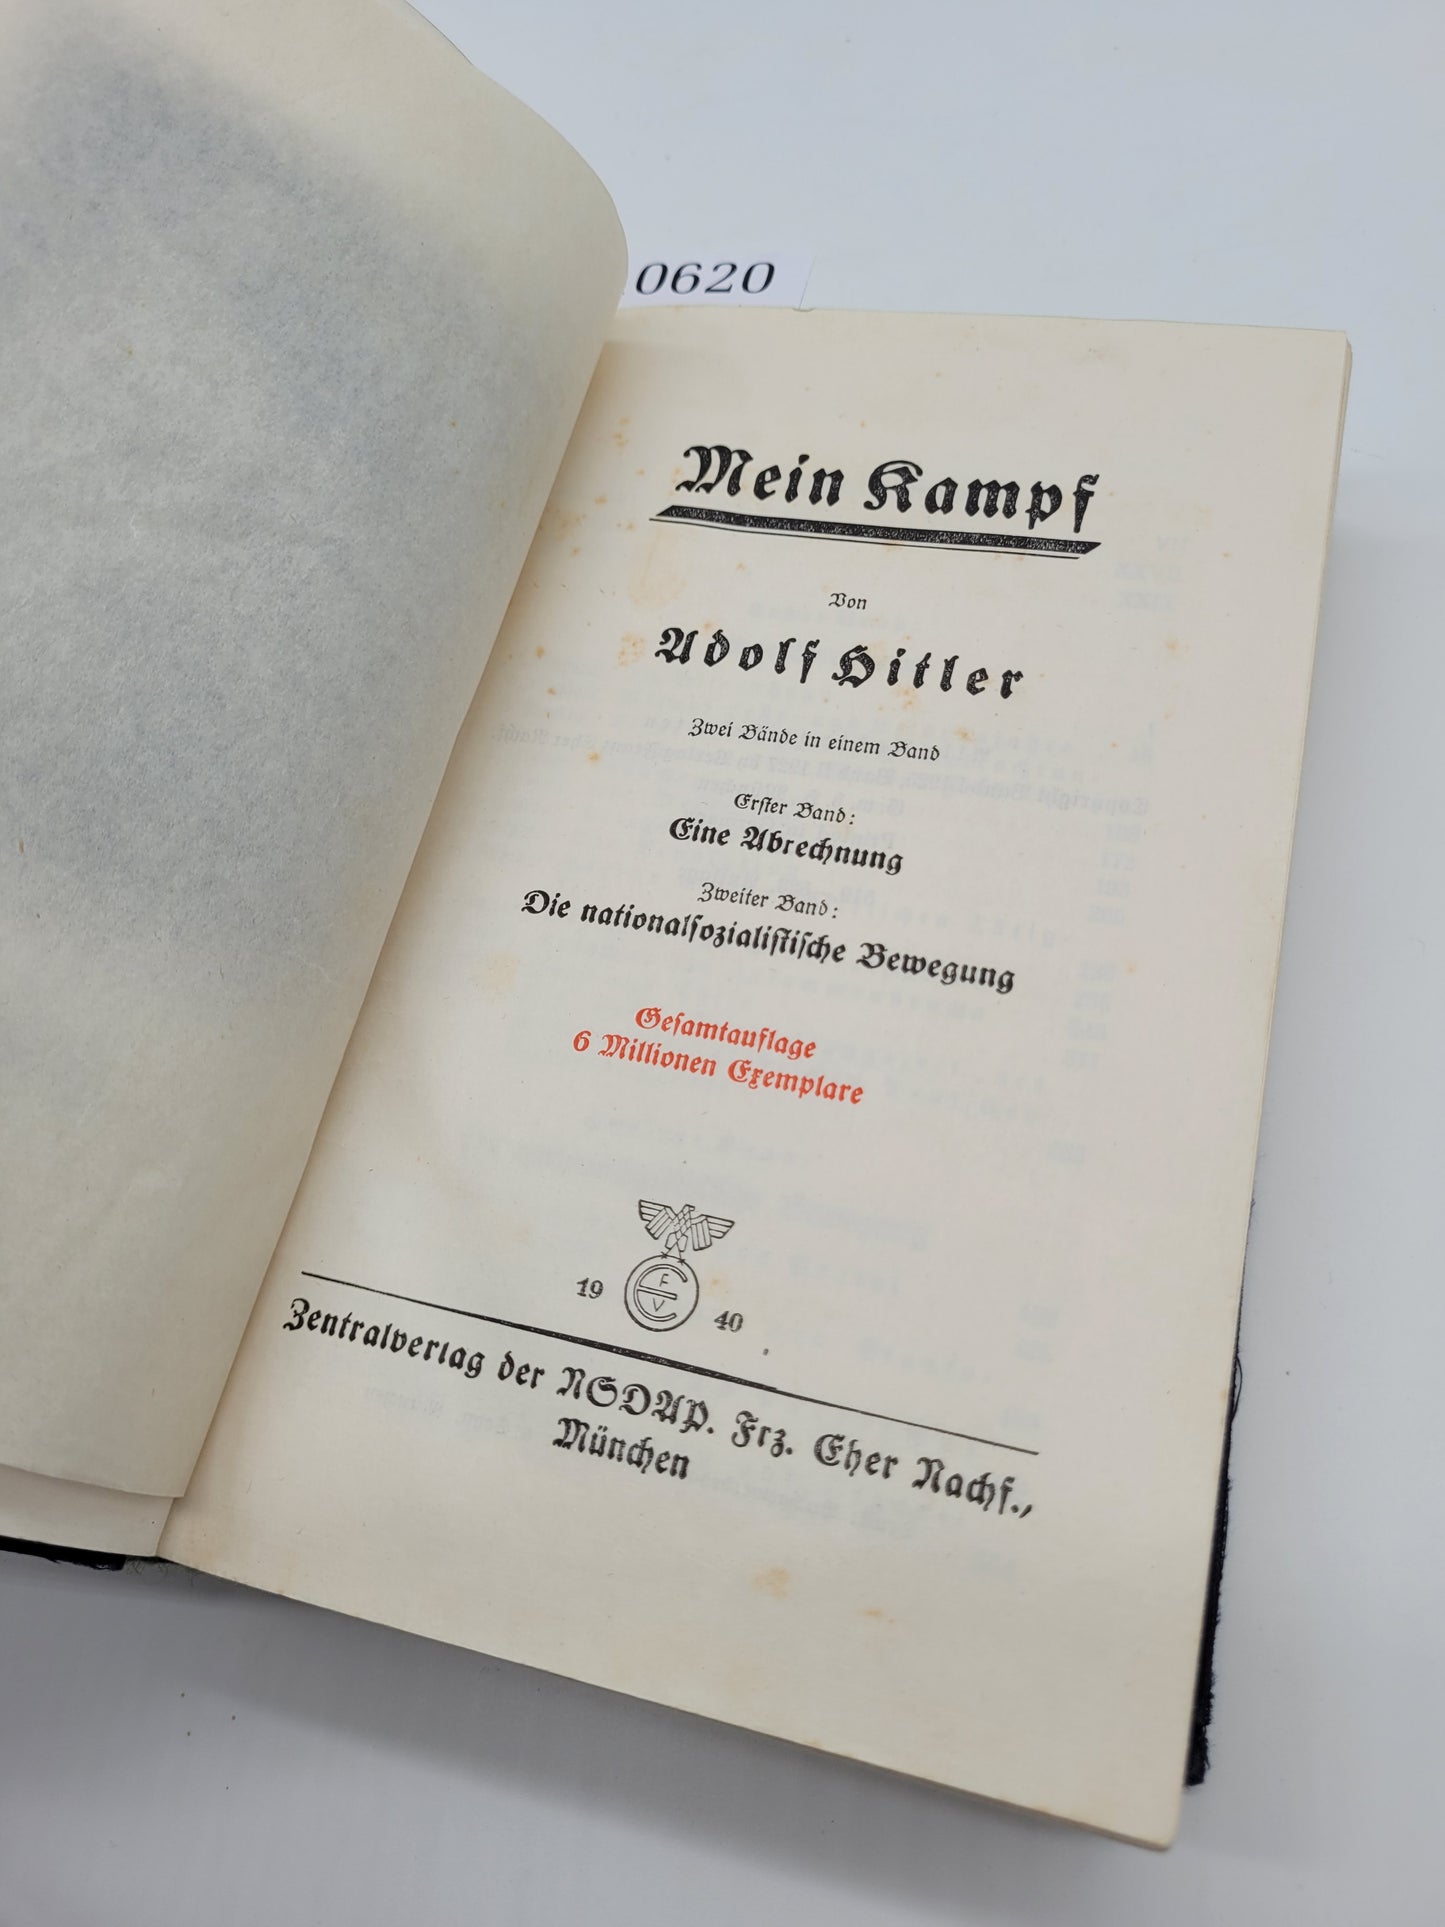 0620
Mein Kampf
Von
Adolf Hitler
Zwei Bände in einem Band
Erster Band:
Eine Abrechnung
Zweiter Band:
Die nationalsozialistische Bewegung
Gesamtauflage
6 Millionen Exemplare
19 F E V 40
Zentralverlag der NSDAP. Frz. Eher Nachf.,
München